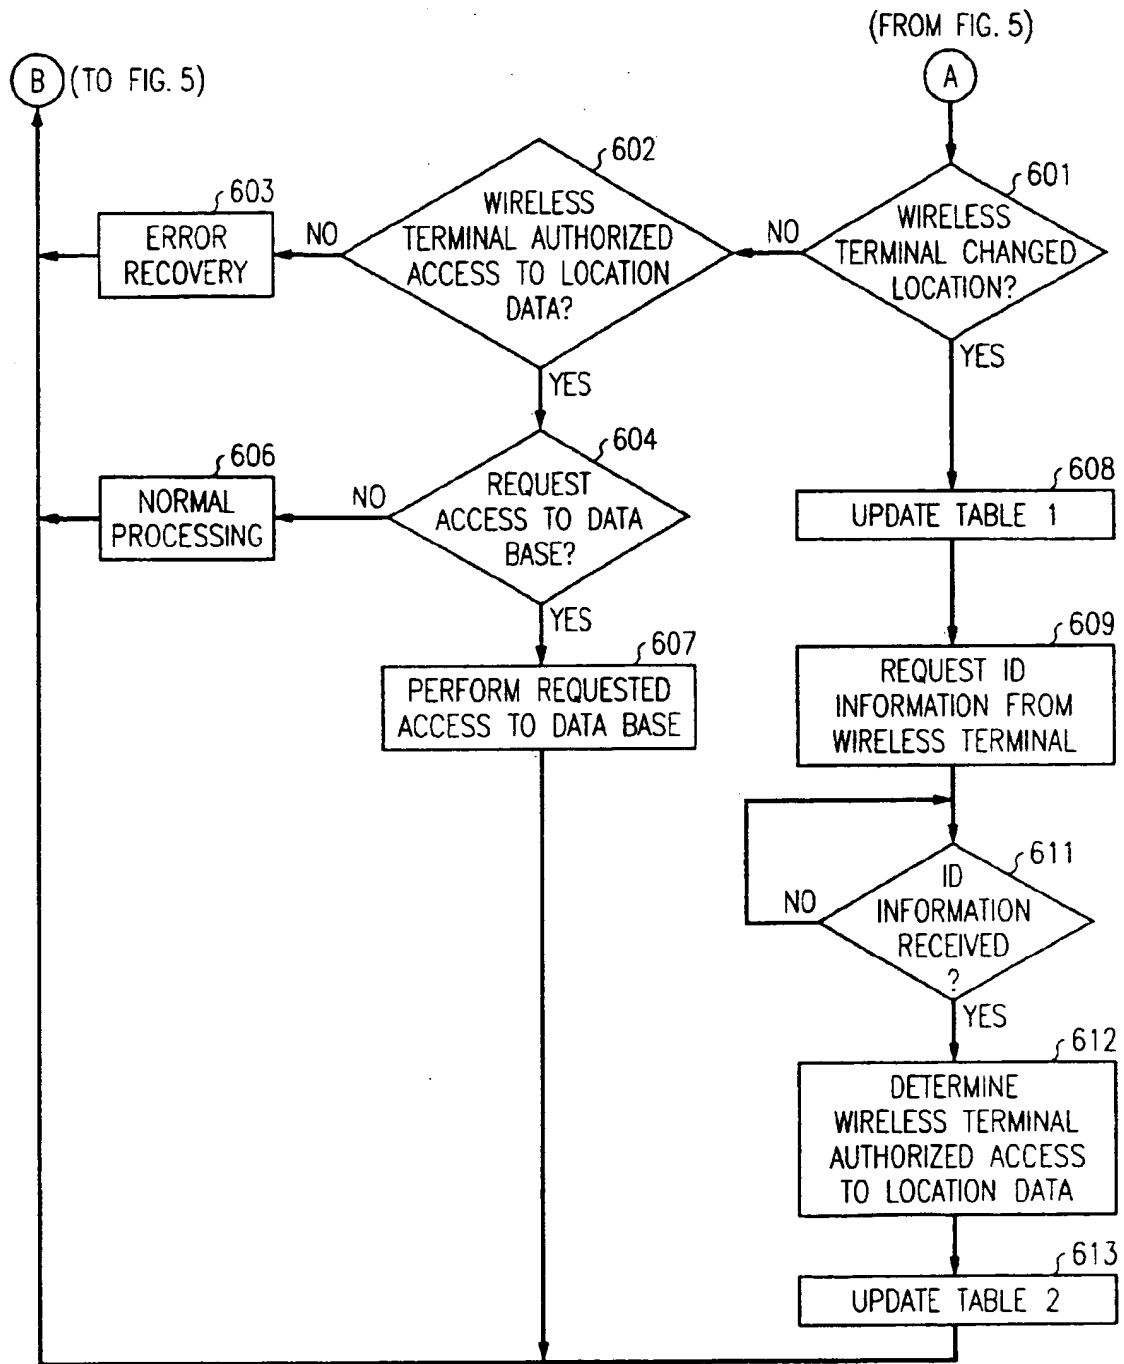 (FROM FIG. 5)
B (TO FIG. 5)
A
602
601
603
WIRELESS
TERMINAL AUTHORIZED
ACCESS TO LOCATION
DATA?
WIRELESS
TERMINAL CHANGED
LOCATION?
ERROR
RECOVERY
NO
NO
YES
YES
604
606
REQUEST
ACCESS TO DATA
BASE?
NORMAL
PROCESSING
NO
608
UPDATE TABLE 1
YES
607
PERFORM REQUESTED
ACCESS TO DATA BASE
609
REQUEST ID
INFORMATION FROM
WIRELESS TERMINAL
611
ID
INFORMATION
RECEIVED
?
NO
YES
612
DETERMINE
WIRELESS TERMINAL
AUTHORIZED ACCESS
TO LOCATION DATA
613
UPDATE TABLE 2